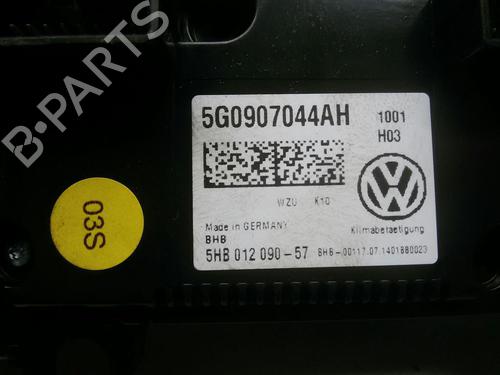 5G0907044AH
1001
H03
WZU K10
Made in GERMANY
BHB
Klimabetaetigung
5HB 012 090-57
BHB-00117.07.1401880023
03S
B-PARTS